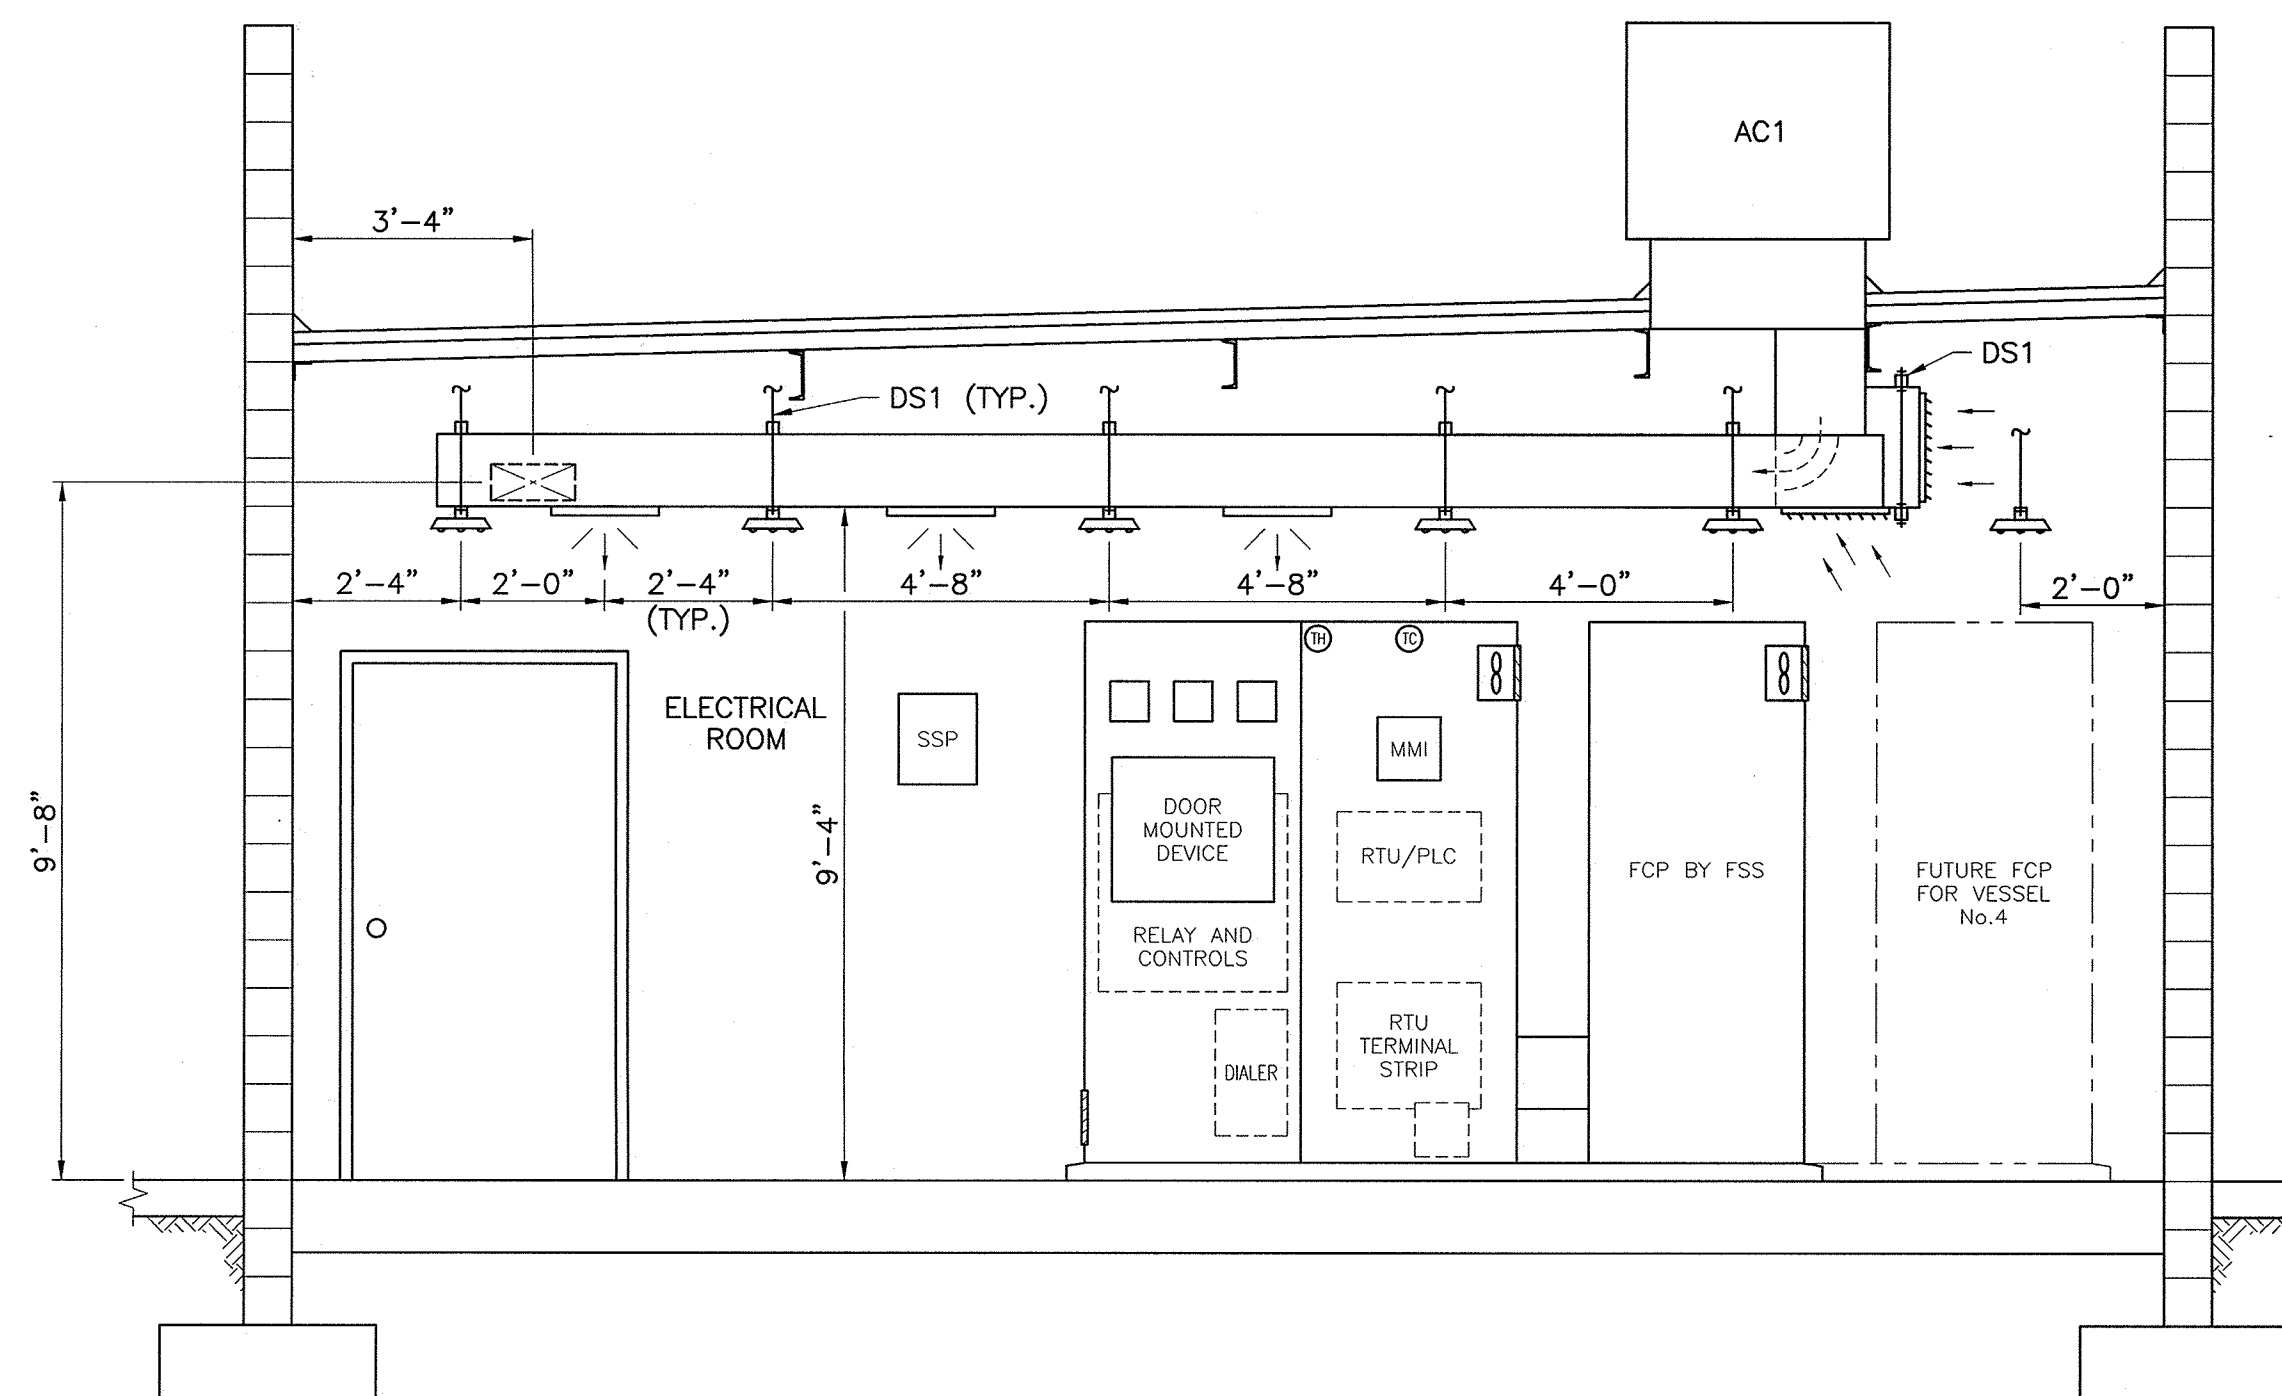 AC1
3'-4"
DS1
DS1 (TYP.)
2'-4"
2'-0"
2'-4"
(TYP.)
4'-8"
4'-8"
4'-0"
2'-0"
TH
TC
ELECTRICAL
ROOM
SSP
MMI
9'-8"
9'-4"
DOOR
MOUNTED
DEVICE
RTU/PLC
FCP BY FSS
FUTURE FCP
FOR VESSEL
No.4
RELAY AND
CONTROLS
RTU
TERMINAL
STRIP
DIALER